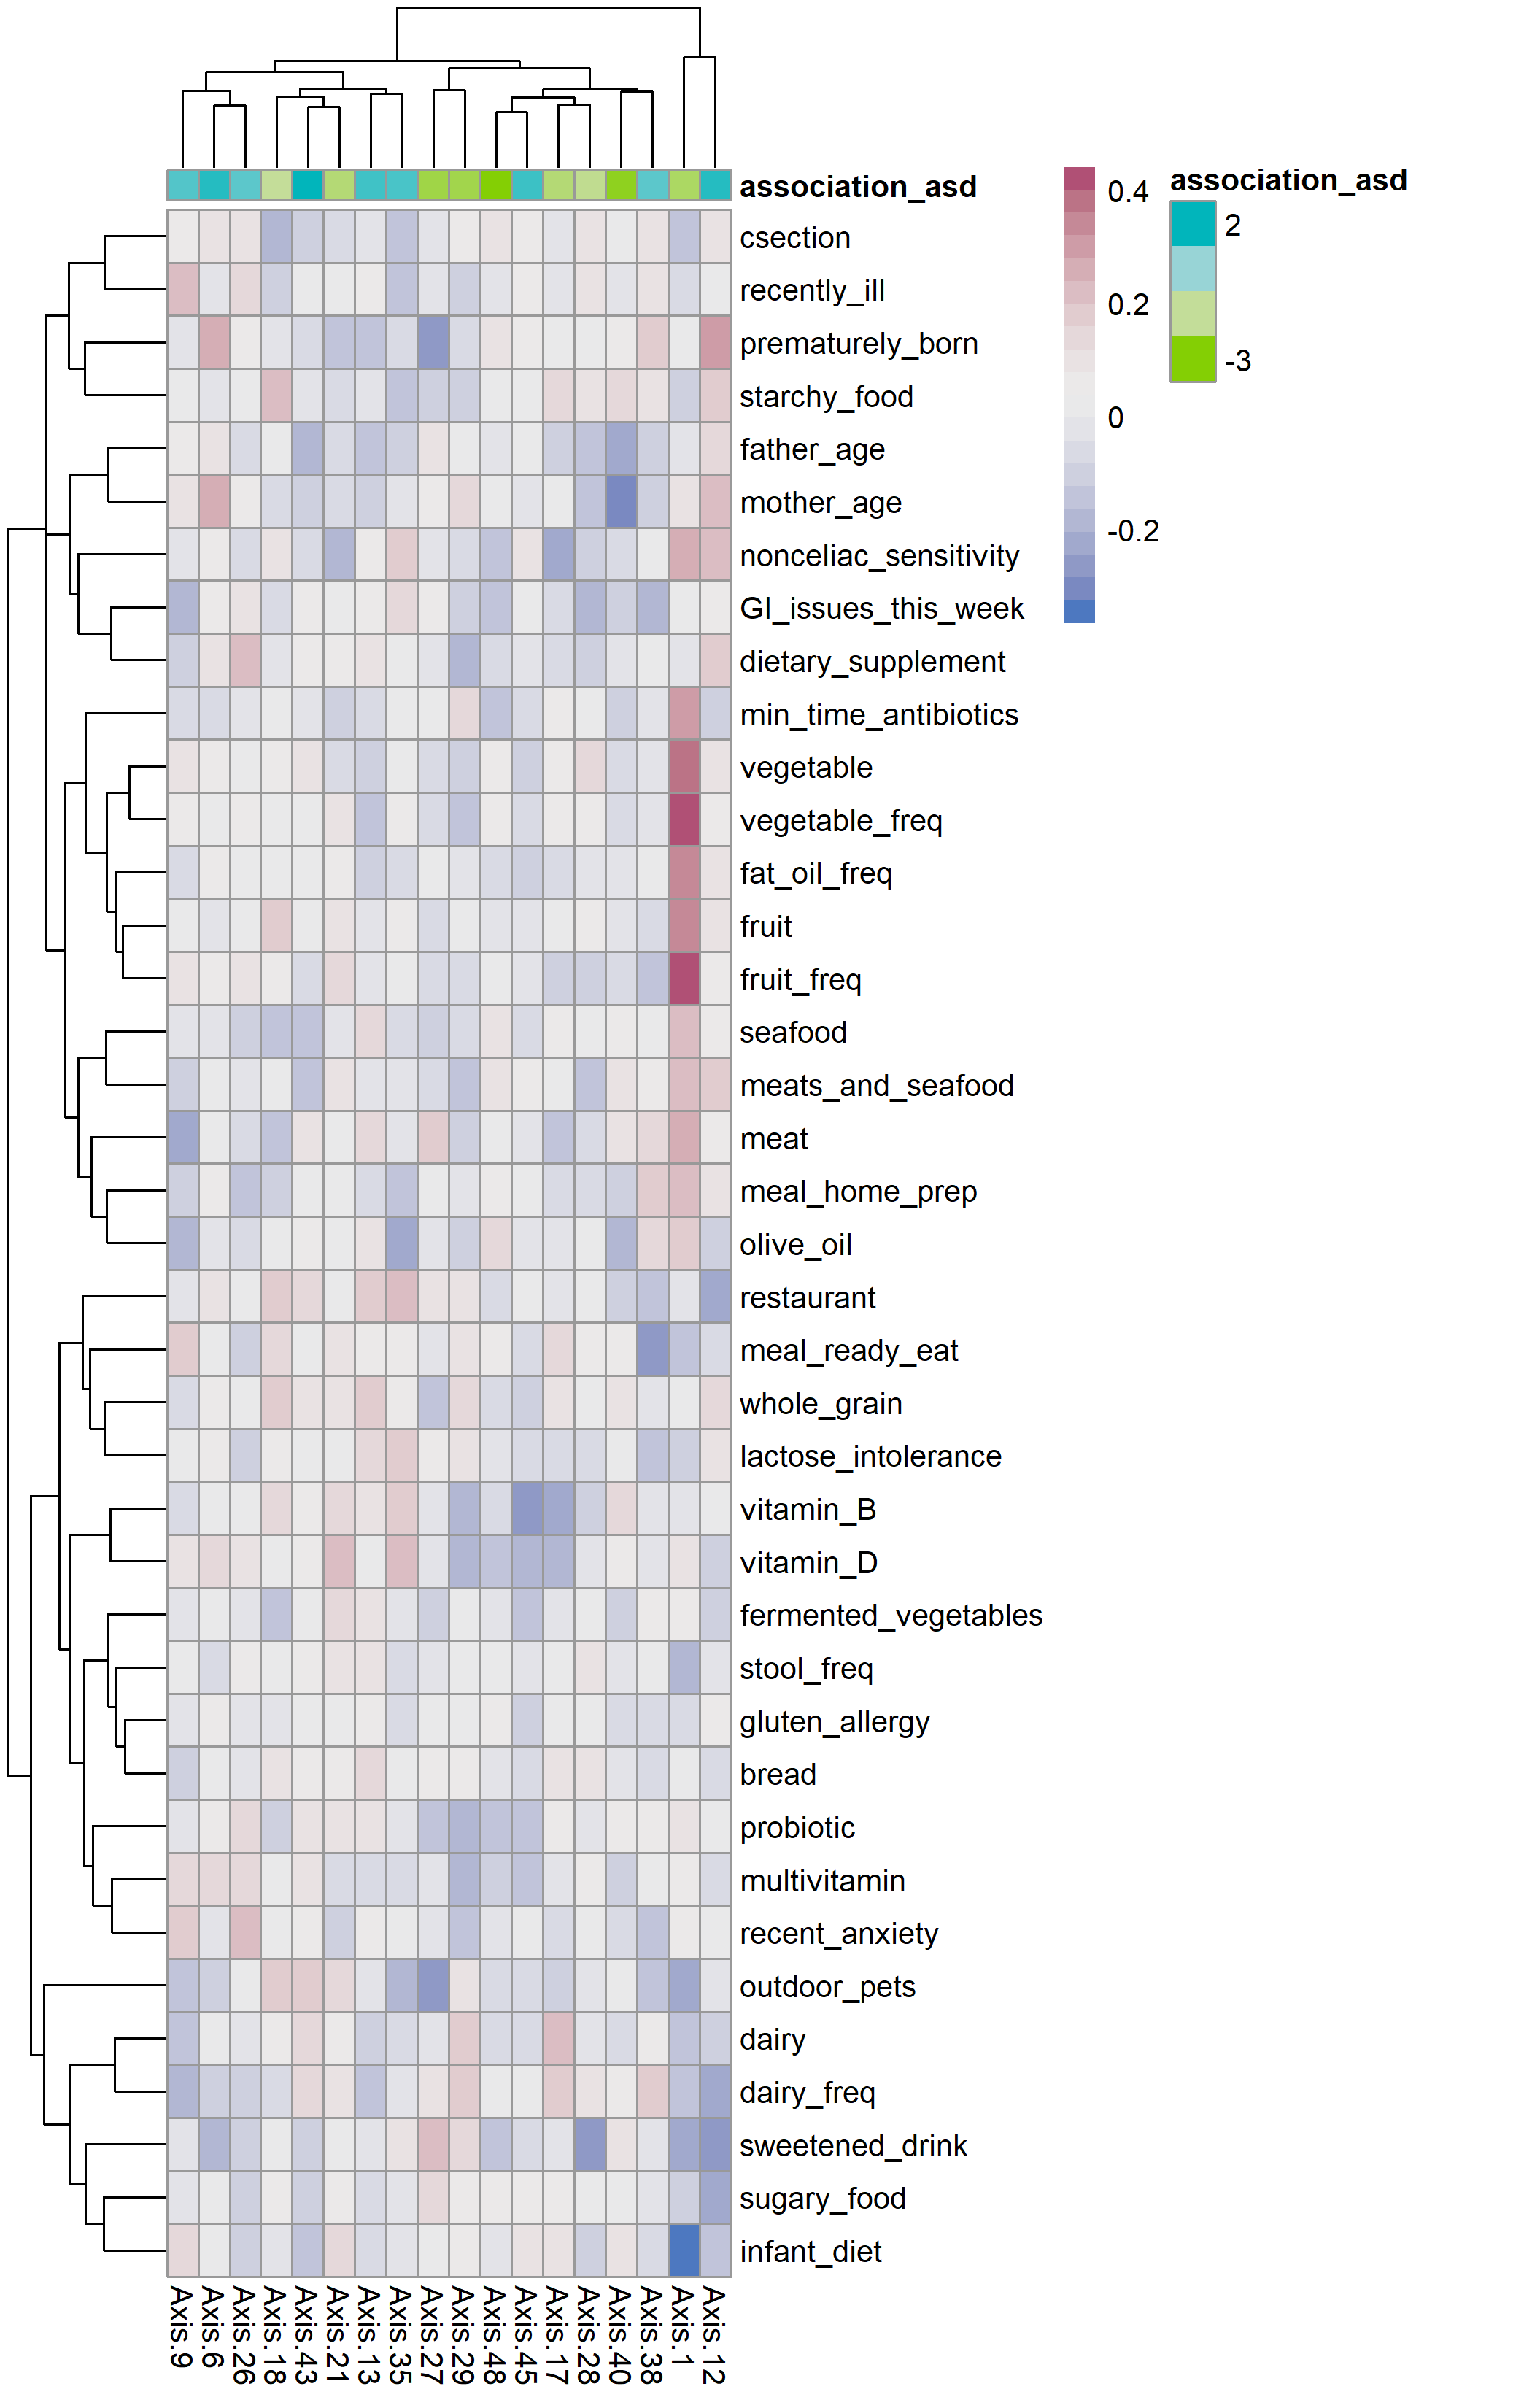 association_asd
csection
recently_ill
prematurely_born
starchy_food
father_age
mother_age
nonceliac_sensitivity
GI_issues_this_week
dietary_supplement
min_time_antibiotics
vegetable
vegetable_freq
fat_oil_freq
fruit
fruit_freq
seafood
meats_and_seafood
meat
meal_home_prep
olive_oil
restaurant
meal_ready_eat
whole_grain
lactose_intolerance
vitamin_B
vitamin_D
fermented_vegetables
stool_freq
gluten_allergy
bread
probiotic
multivitamin
recent_anxiety
outdoor_pets
dairy
dairy_freq
sweetened_drink
sugary_food
infant_diet
Axis.9
Axis.6
Axis.26
Axis.18
Axis.43
Axis.21
Axis.13
Axis.35
Axis.27
Axis.29
Axis.48
Axis.45
Axis.17
Axis.28
Axis.40
Axis.38
Axis.1
Axis.12
0.4
0.2
0
-0.2
association_asd
2
-3